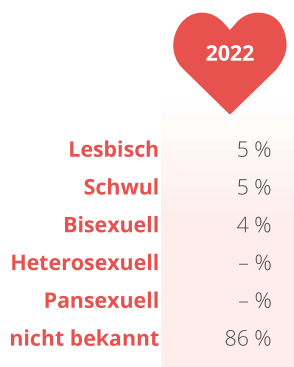 2022
Lesbisch 5 %
Schwul 5 %
Bisexuell 4 %
Heterosexuell – %
Pansexuell – %
nicht bekannt 86 %